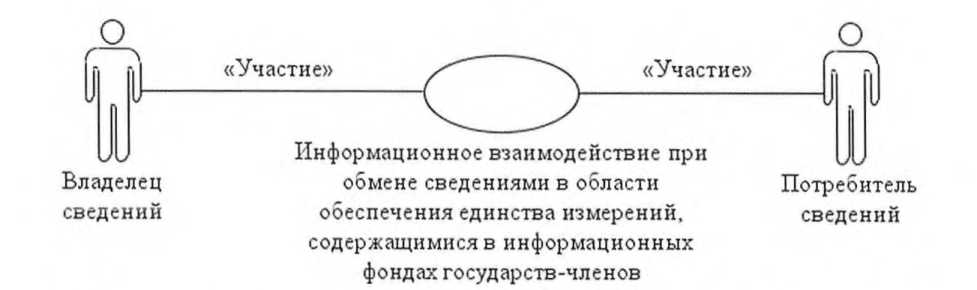 «Участие»
«Участие»
Информационное взаимодействие при
обмене сведениями в области
обеспечения единства измерений,
содержащимися в информационных
фондах государств-членов
Владелец
сведений
Потребитель
сведений